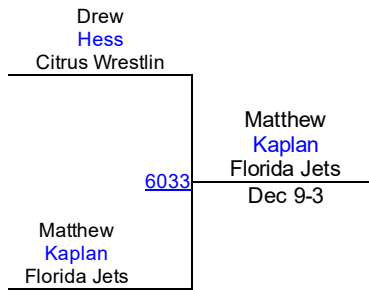 Drew
Hess
Citrus Wrestlin
Matthew
Kaplan
Florida Jets
6033
Dec 9-3
Matthew
Kaplan
Florida Jets